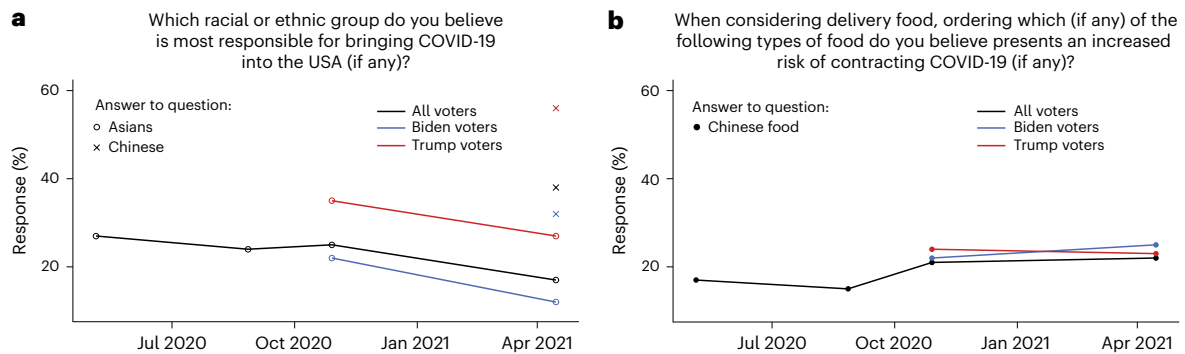 a
Which racial or ethnic group do you believe
is most responsible for bringing COVID-19
into the USA (if any)?
60
40
20
Response (%)
Answer to question:
Asians
Chinese
All voters
Biden voters
Trump voters
Jul 2020
Oct 2020
Jan 2021
Apr 2021
b
When considering delivery food, ordering which (if any) of the
following types of food do you believe presents an increased
risk of contracting COVID-19 (if any)?
60
40
20
Response (%)
Answer to question:
Chinese food
All voters
Biden voters
Trump voters
Jul 2020
Oct 2020
Jan 2021
Apr 2021